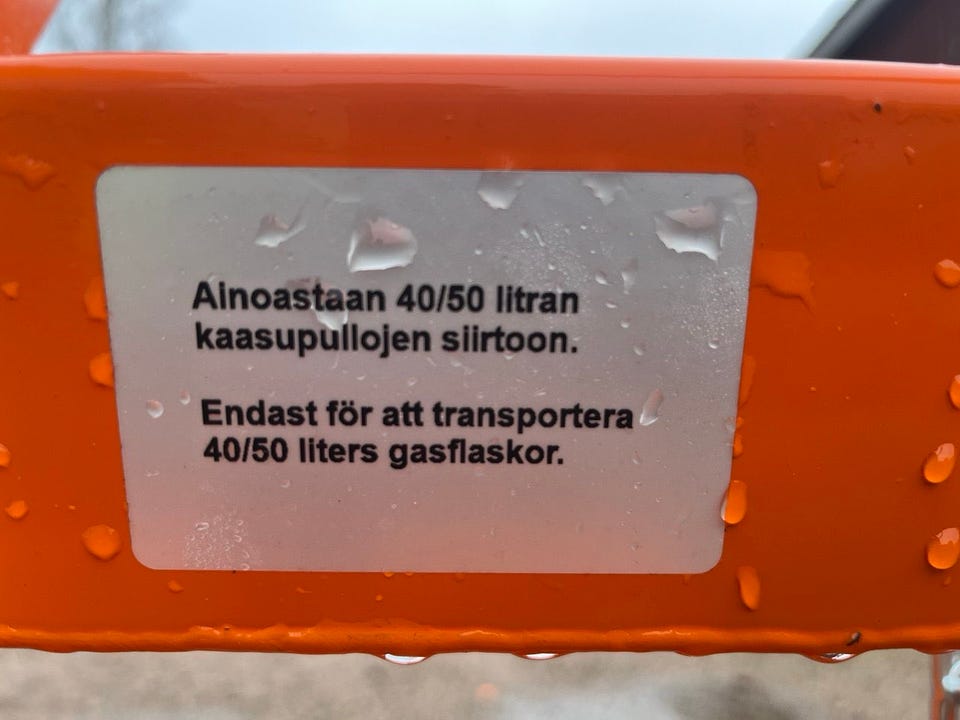 Ainoastaan 40/50 litran
kaasupullojen siirtoon.
Endast för att transportera
40/50 liters gasflaskor.